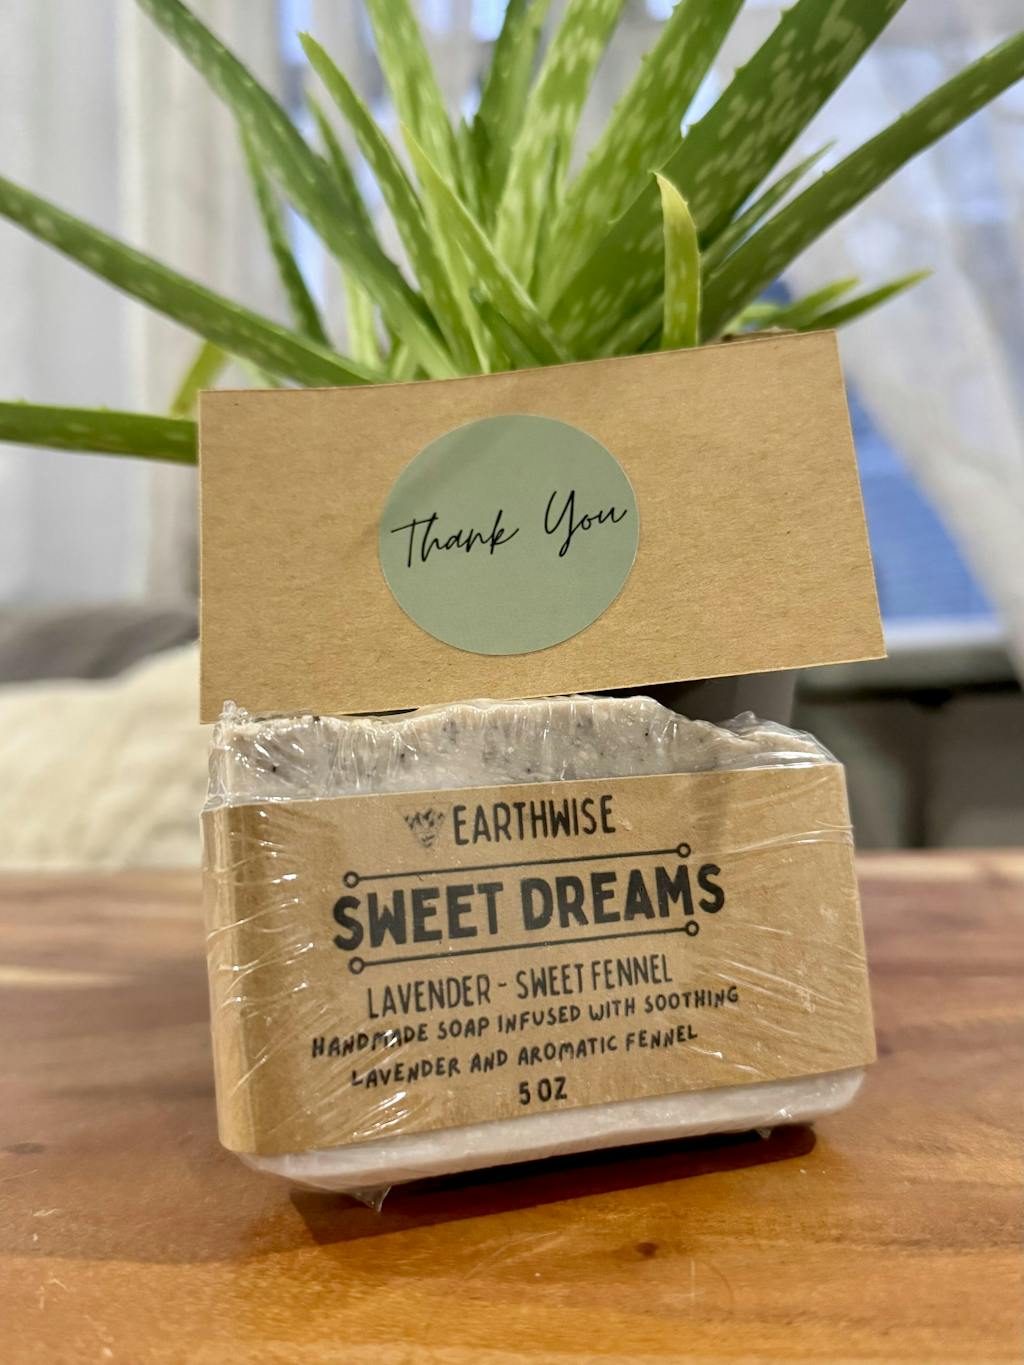 Thank You
EARTHWISE
SWEET DREAMS
LAVENDER - SWEET FENNEL
HANDMADE SOAP INFUSED WITH SOOTHING
LAVENDER AND AROMATIC FENNEL
5 OZ